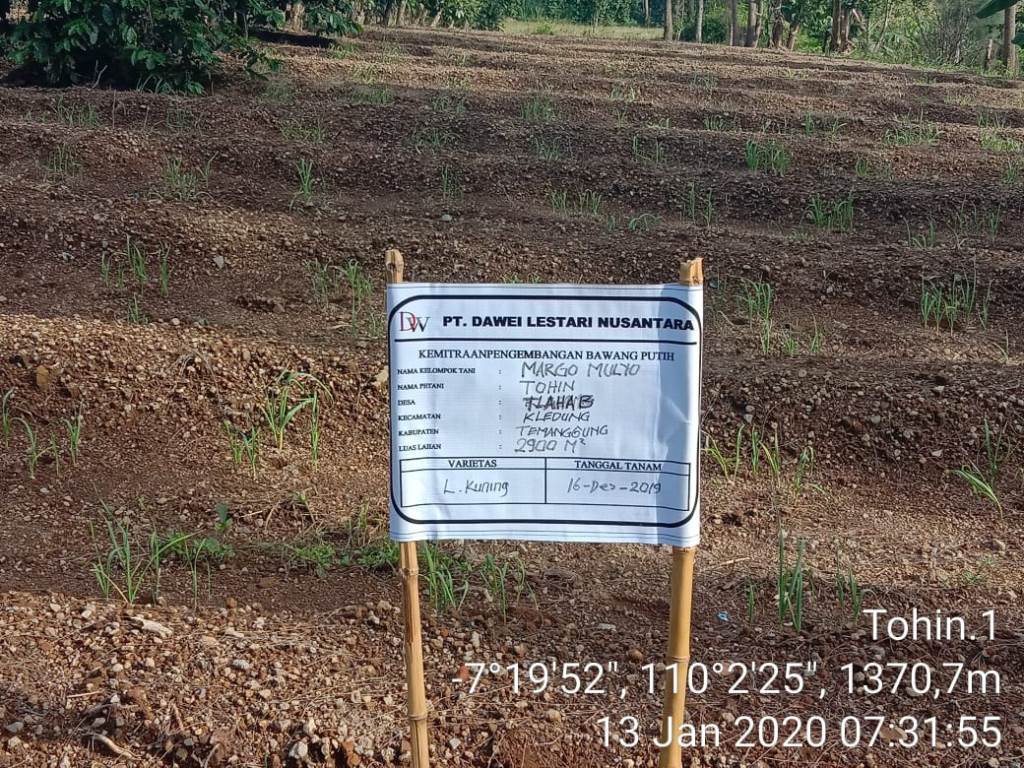 DW PT. DAWEI LESTARI NUSANTARA
KEMITRAANPENGEMBANGAN BAWANG PUTIH
NAMA KELOMPOK TANI : MARGO MULYO
NAMA PETANI : TOHIN
DESA : TLAHAB
KECAMATAN : KLEDUNG
KABUPATEN : TEMANGGUNG
LUAS LAHAN : 2900 M²
VARIETAS TANGGAL TANAM
L. Kuning 16-Des-2019
Tohin.1
-7°19'52", 110°2'25", 1370,7m
13 Jan 2020 07:31:55